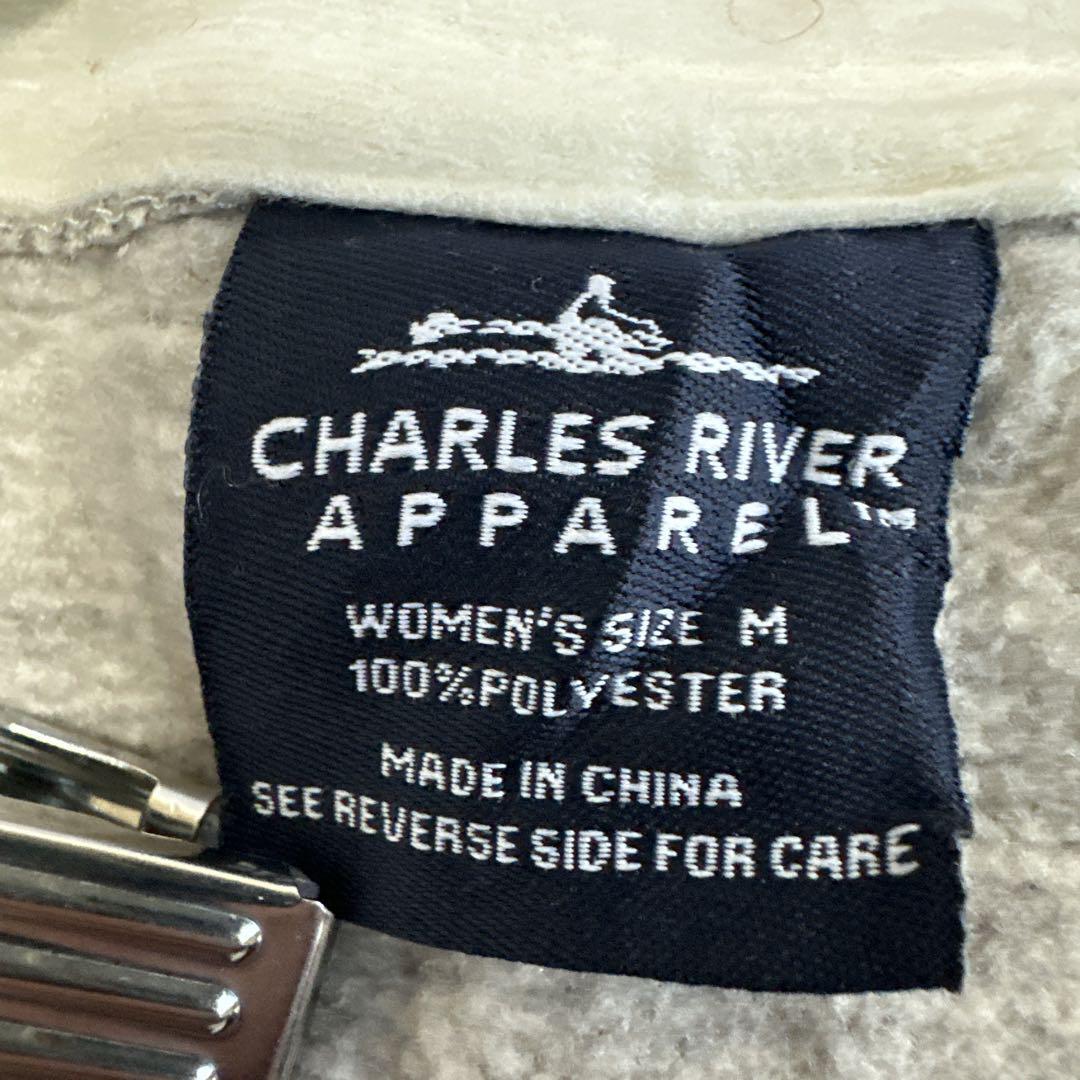 CHARLES RIVER
APPAREL™
WOMEN'S SIZE M
100%POLYESTER
MADE IN CHINA
SEE REVERSE SIDE FOR CARE